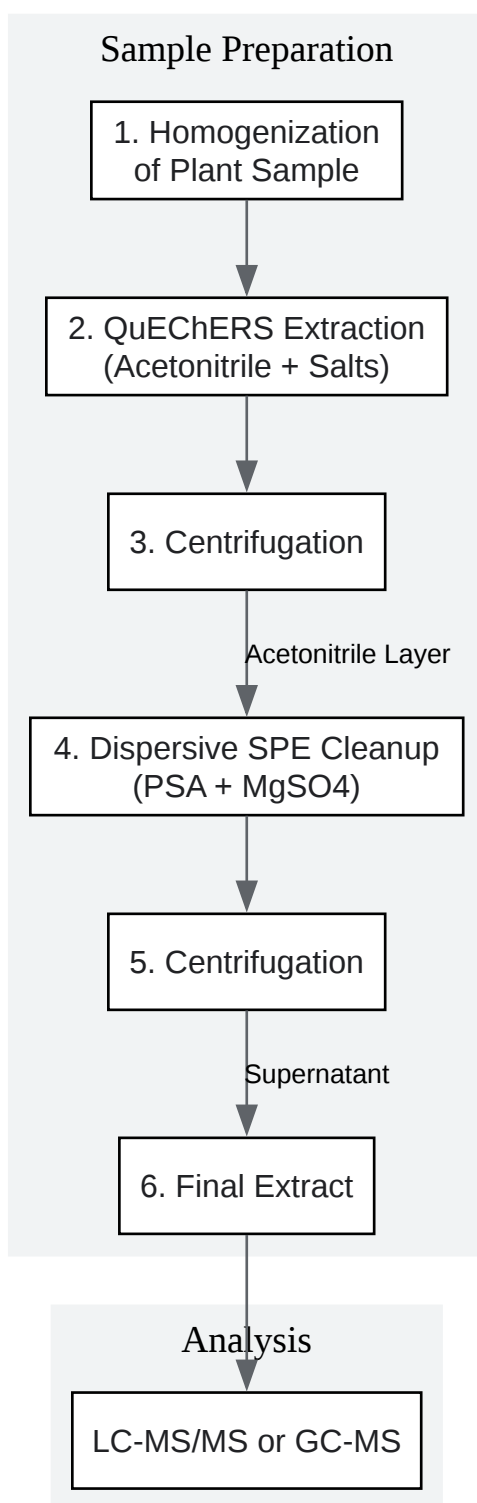 Sample Preparation
1. Homogenization
of Plant Sample
2. QuEChERS Extraction
(Acetonitrile + Salts)
3. Centrifugation
Acetonitrile Layer
4. Dispersive SPE Cleanup
(PSA + MgSO4)
5. Centrifugation
Supernatant
6. Final Extract
Analysis
LC-MS/MS or GC-MS